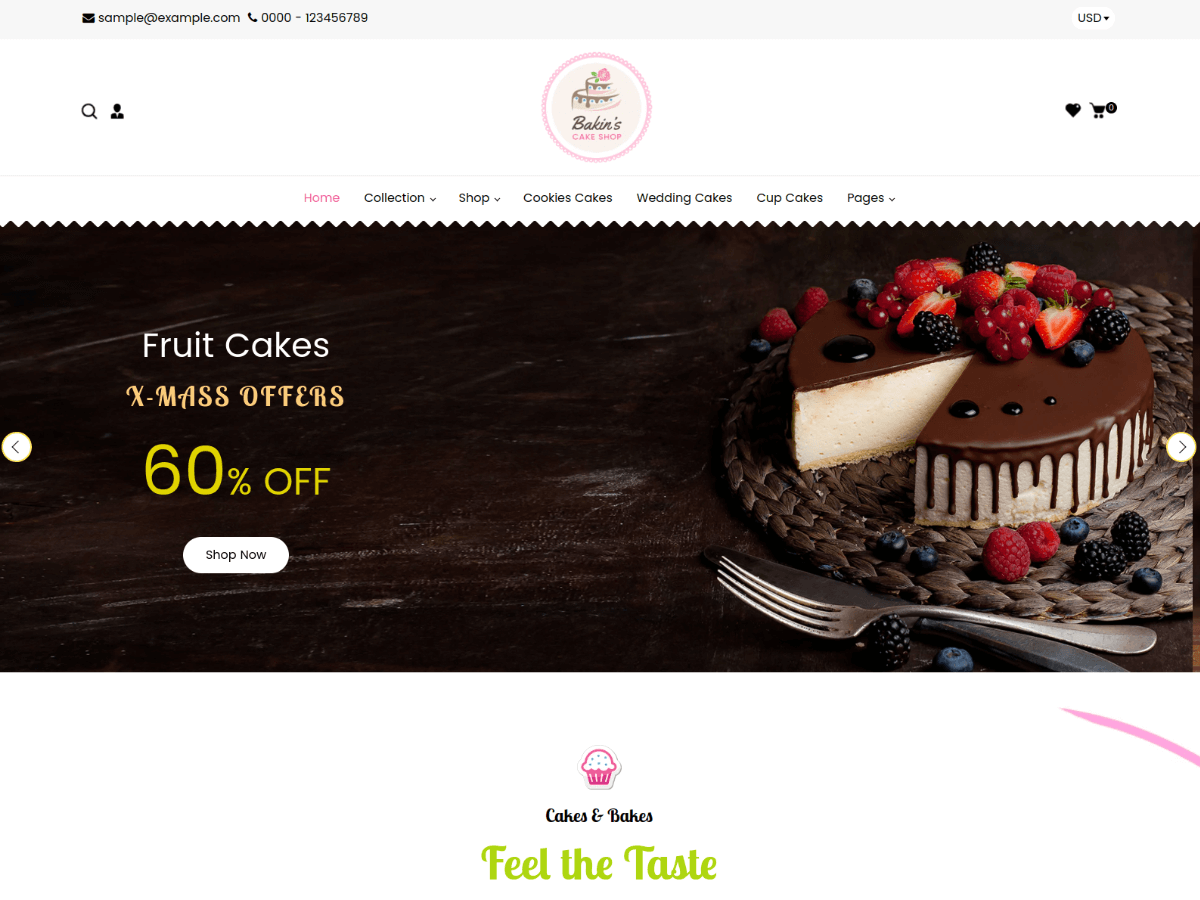 sample@example.com 0000 - 123456789
USD
Bakin's
CAKE SHOP
0
Home Collection Shop Cookies Cakes Wedding Cakes Cup Cakes Pages
Fruit Cakes
X-MASS OFFERS
60% OFF
Shop Now
Cakes & Bakes
Feel the Taste